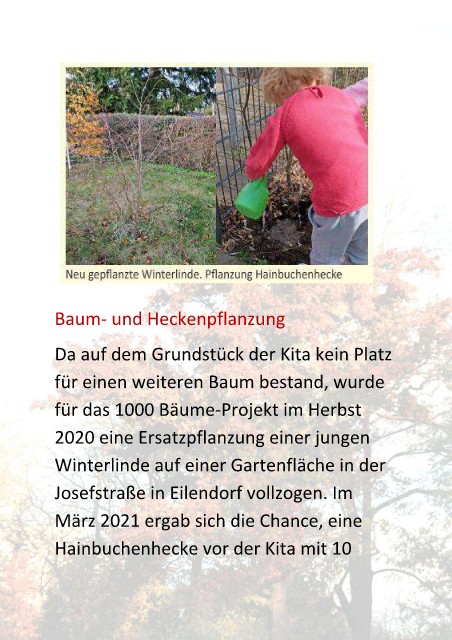 Neu gepflanzte Winterlinde. Pflanzung Hainbuchenhecke
Baum- und Heckenpflanzung
Da auf dem Grundstück der Kita kein Platz
für einen weiteren Baum bestand, wurde
für das 1000 Bäume-Projekt im Herbst
2020 eine Ersatzpflanzung einer jungen
Winterlinde auf einer Gartenfläche in der
Josefstraße in Eilendorf vollzogen. Im
März 2021 ergab sich die Chance, eine
Hainbuchenhecke vor der Kita mit 10